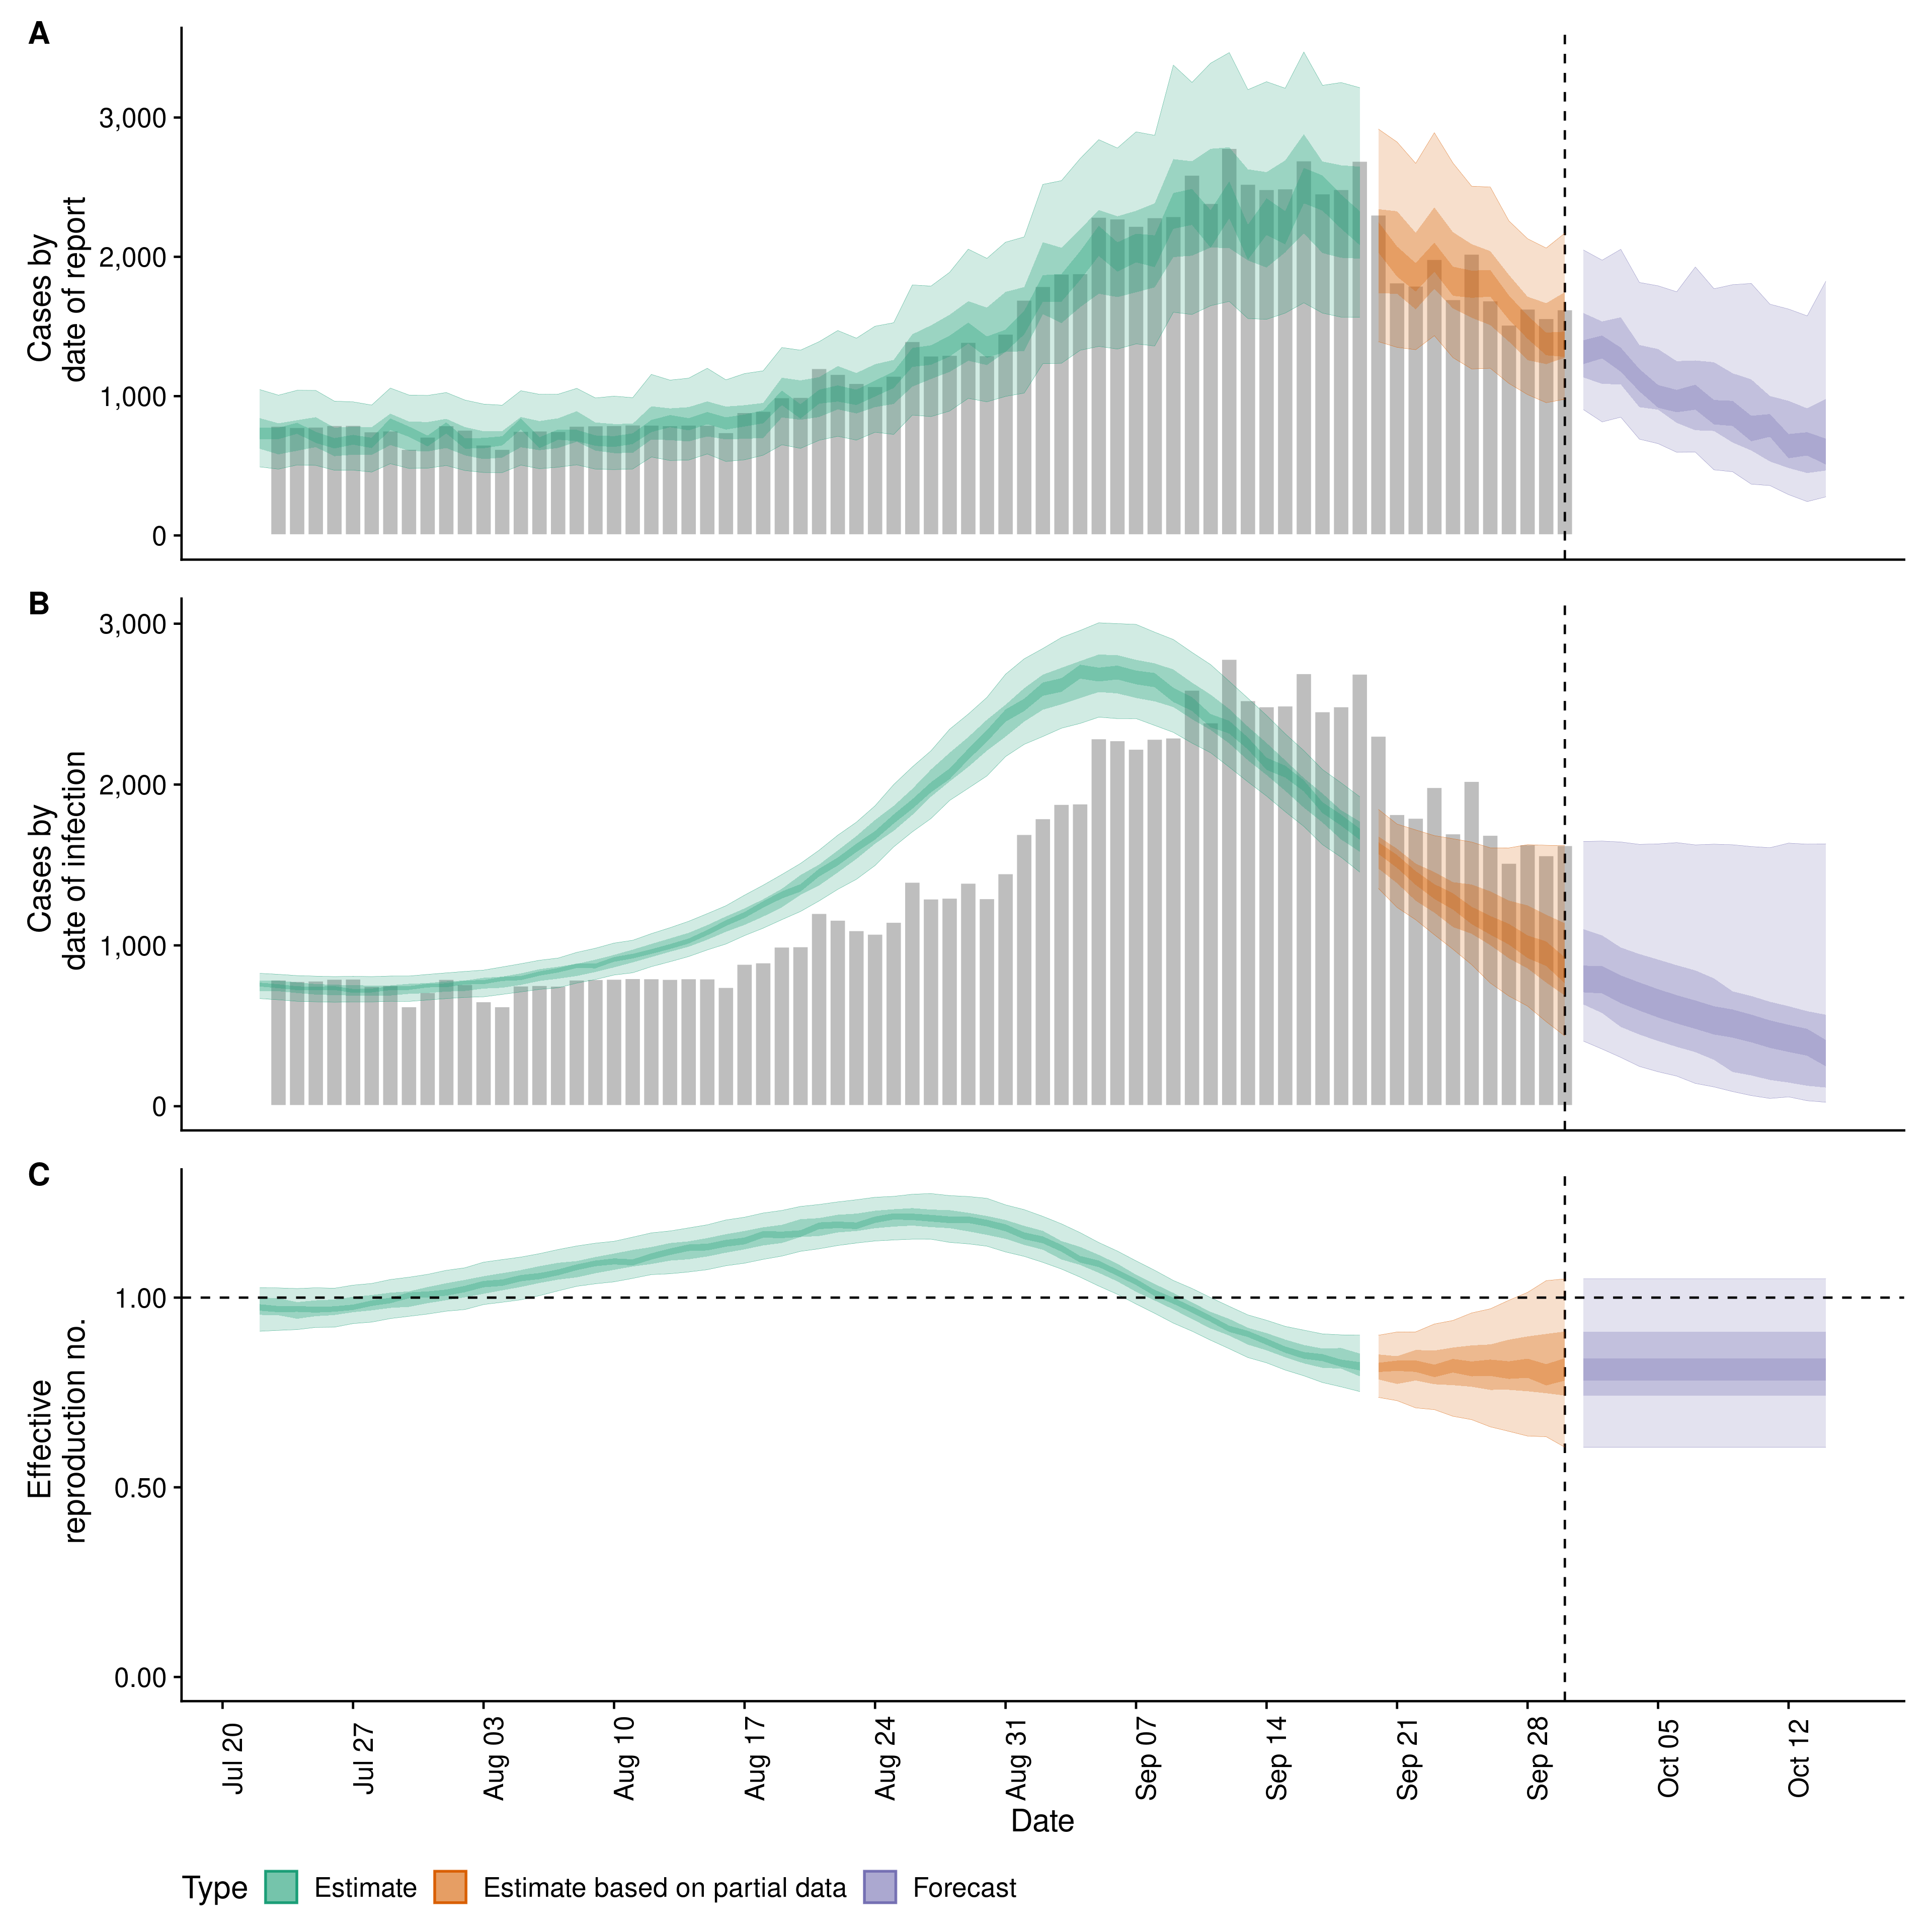 A
Cases by
date of report
3,000
2,000
1,000
0
B
Cases by
date of infection
3,000
2,000
1,000
0
C
Effective
reproduction no.
1.00
0.50
0.00
Jul 20
Jul 27
Aug 03
Aug 10
Aug 17
Aug 24
Aug 31
Sep 07
Sep 14
Sep 21
Sep 28
Oct 05
Oct 12
Date
Type
Estimate
Estimate based on partial data
Forecast